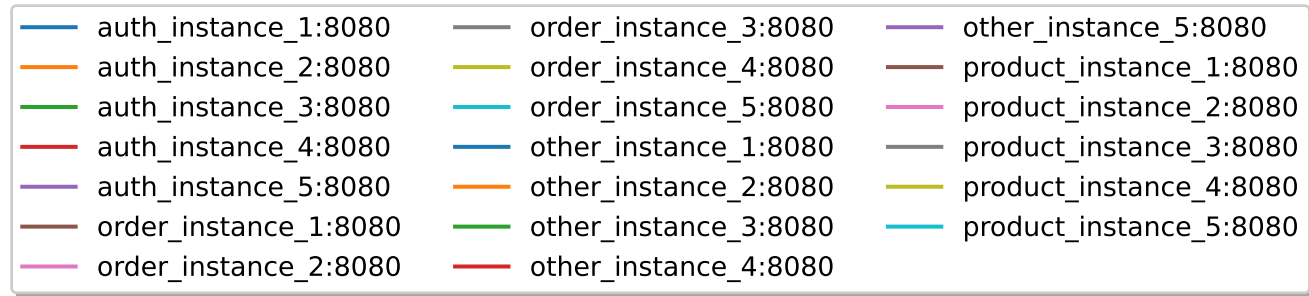 auth_instance_1:8080
auth_instance_2:8080
auth_instance_3:8080
auth_instance_4:8080
auth_instance_5:8080
order_instance_1:8080
order_instance_2:8080
order_instance_3:8080
order_instance_4:8080
order_instance_5:8080
other_instance_1:8080
other_instance_2:8080
other_instance_3:8080
other_instance_4:8080
other_instance_5:8080
product_instance_1:8080
product_instance_2:8080
product_instance_3:8080
product_instance_4:8080
product_instance_5:8080